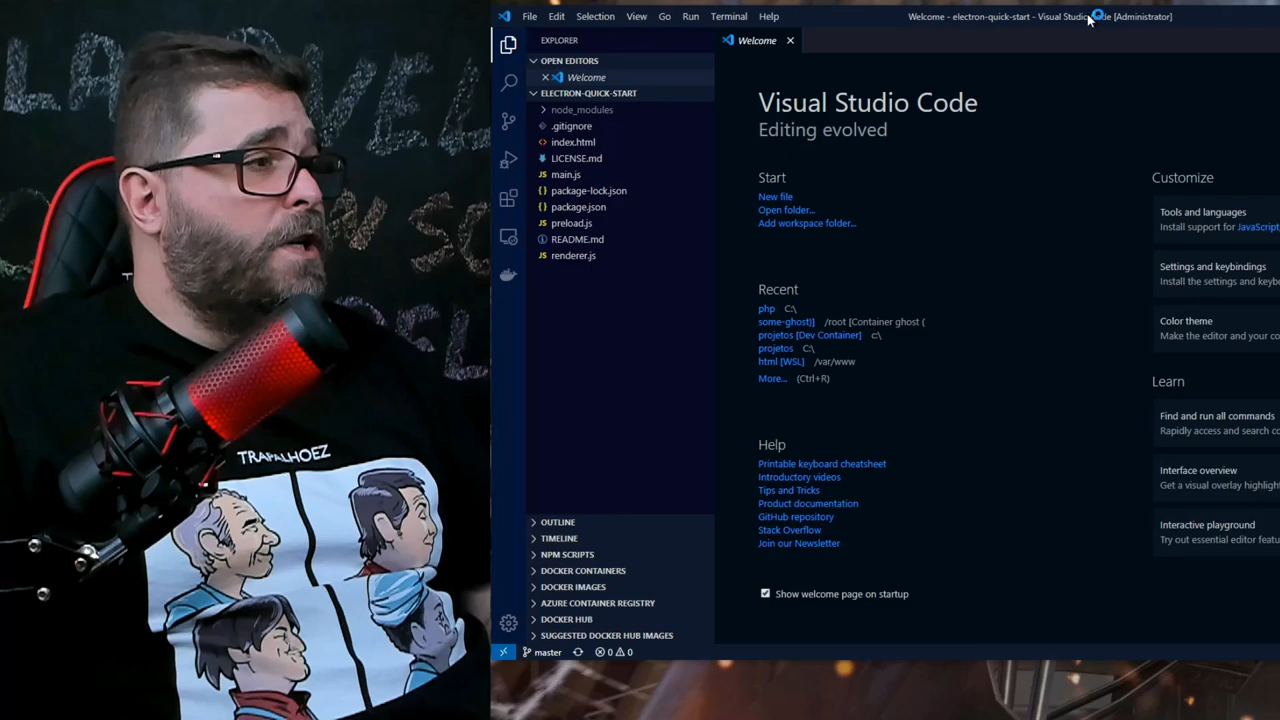 File Edit Selection View Go Run Terminal Help
Welcome - electron-quick-start - Visual Studio Code [Administrator]
EXPLORER
OPEN EDITORS
Welcome
ELECTRON-QUICK-START
node_modules
.gitignore
index.html
LICENSE.md
main.js
package-lock.json
package.json
preload.js
README.md
renderer.js
OUTLINE
TIMELINE
NPM SCRIPTS
DOCKER CONTAINERS
DOCKER IMAGES
AZURE CONTAINER REGISTRY
DOCKER HUB
SUGGESTED DOCKER HUB IMAGES
master
0 0
Welcome
Visual Studio Code
Editing evolved
Start
New file
Open folder...
Add workspace folder...
Recent
php C:\
some-ghost)] /root [Container ghost (
projetos [Dev Container] c:\
projetos C:\
html [WSL] /var/www
More... (Ctrl+R)
Help
Printable keyboard cheatsheet
Introductory videos
Tips and Tricks
Product documentation
GitHub repository
Stack Overflow
Join our Newsletter
Show welcome page on startup
Customize
Tools and languages
Install support for JavaScript,
Settings and keybindings
Install the settings and keybo
Color theme
Make the editor and your co
Learn
Find and run all commands
Rapidly access and search co
Interface overview
Get a visual overlay highligh
Interactive playground
Try out essential editor featu
TRAPALHOEZ